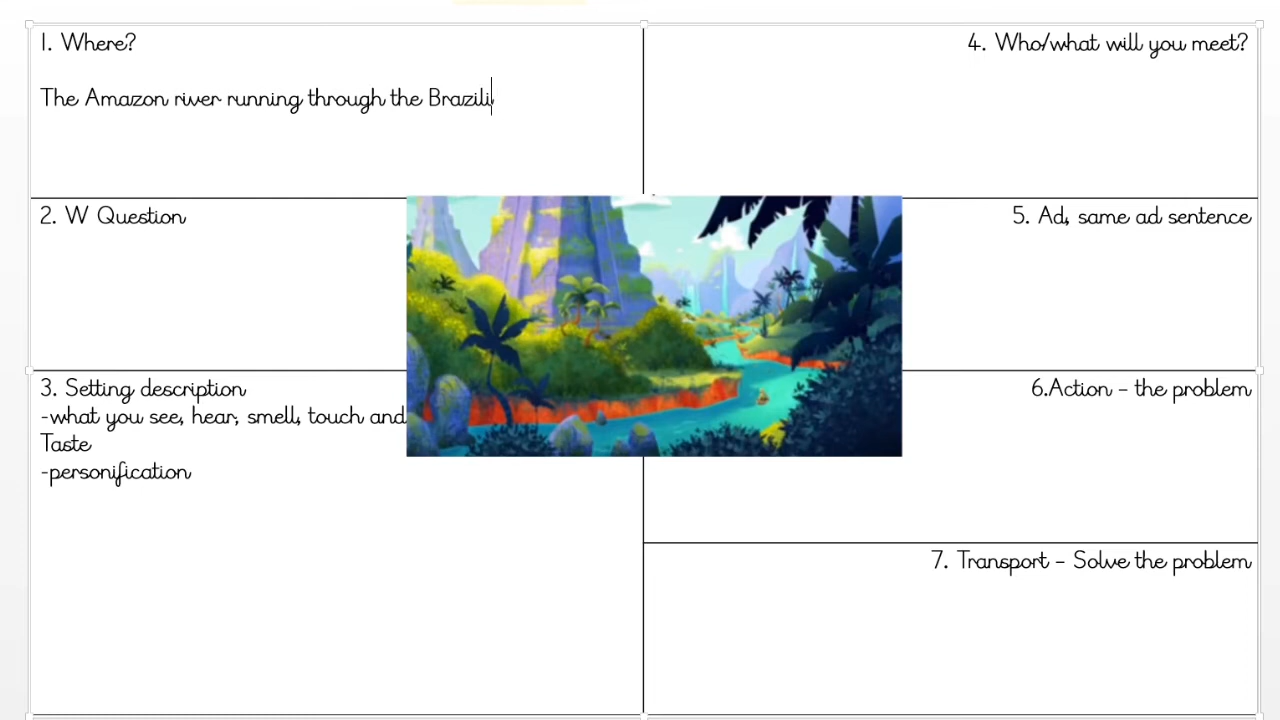 1. Where?
The Amazon river running through the Brazili
2. W Question
3. Setting description
-what you see, hear, smell, touch and
Taste
-personification
4. Who/what will you meet?
5. Ad, same ad sentence
6.Action - the problem
7. Transport - Solve the problem